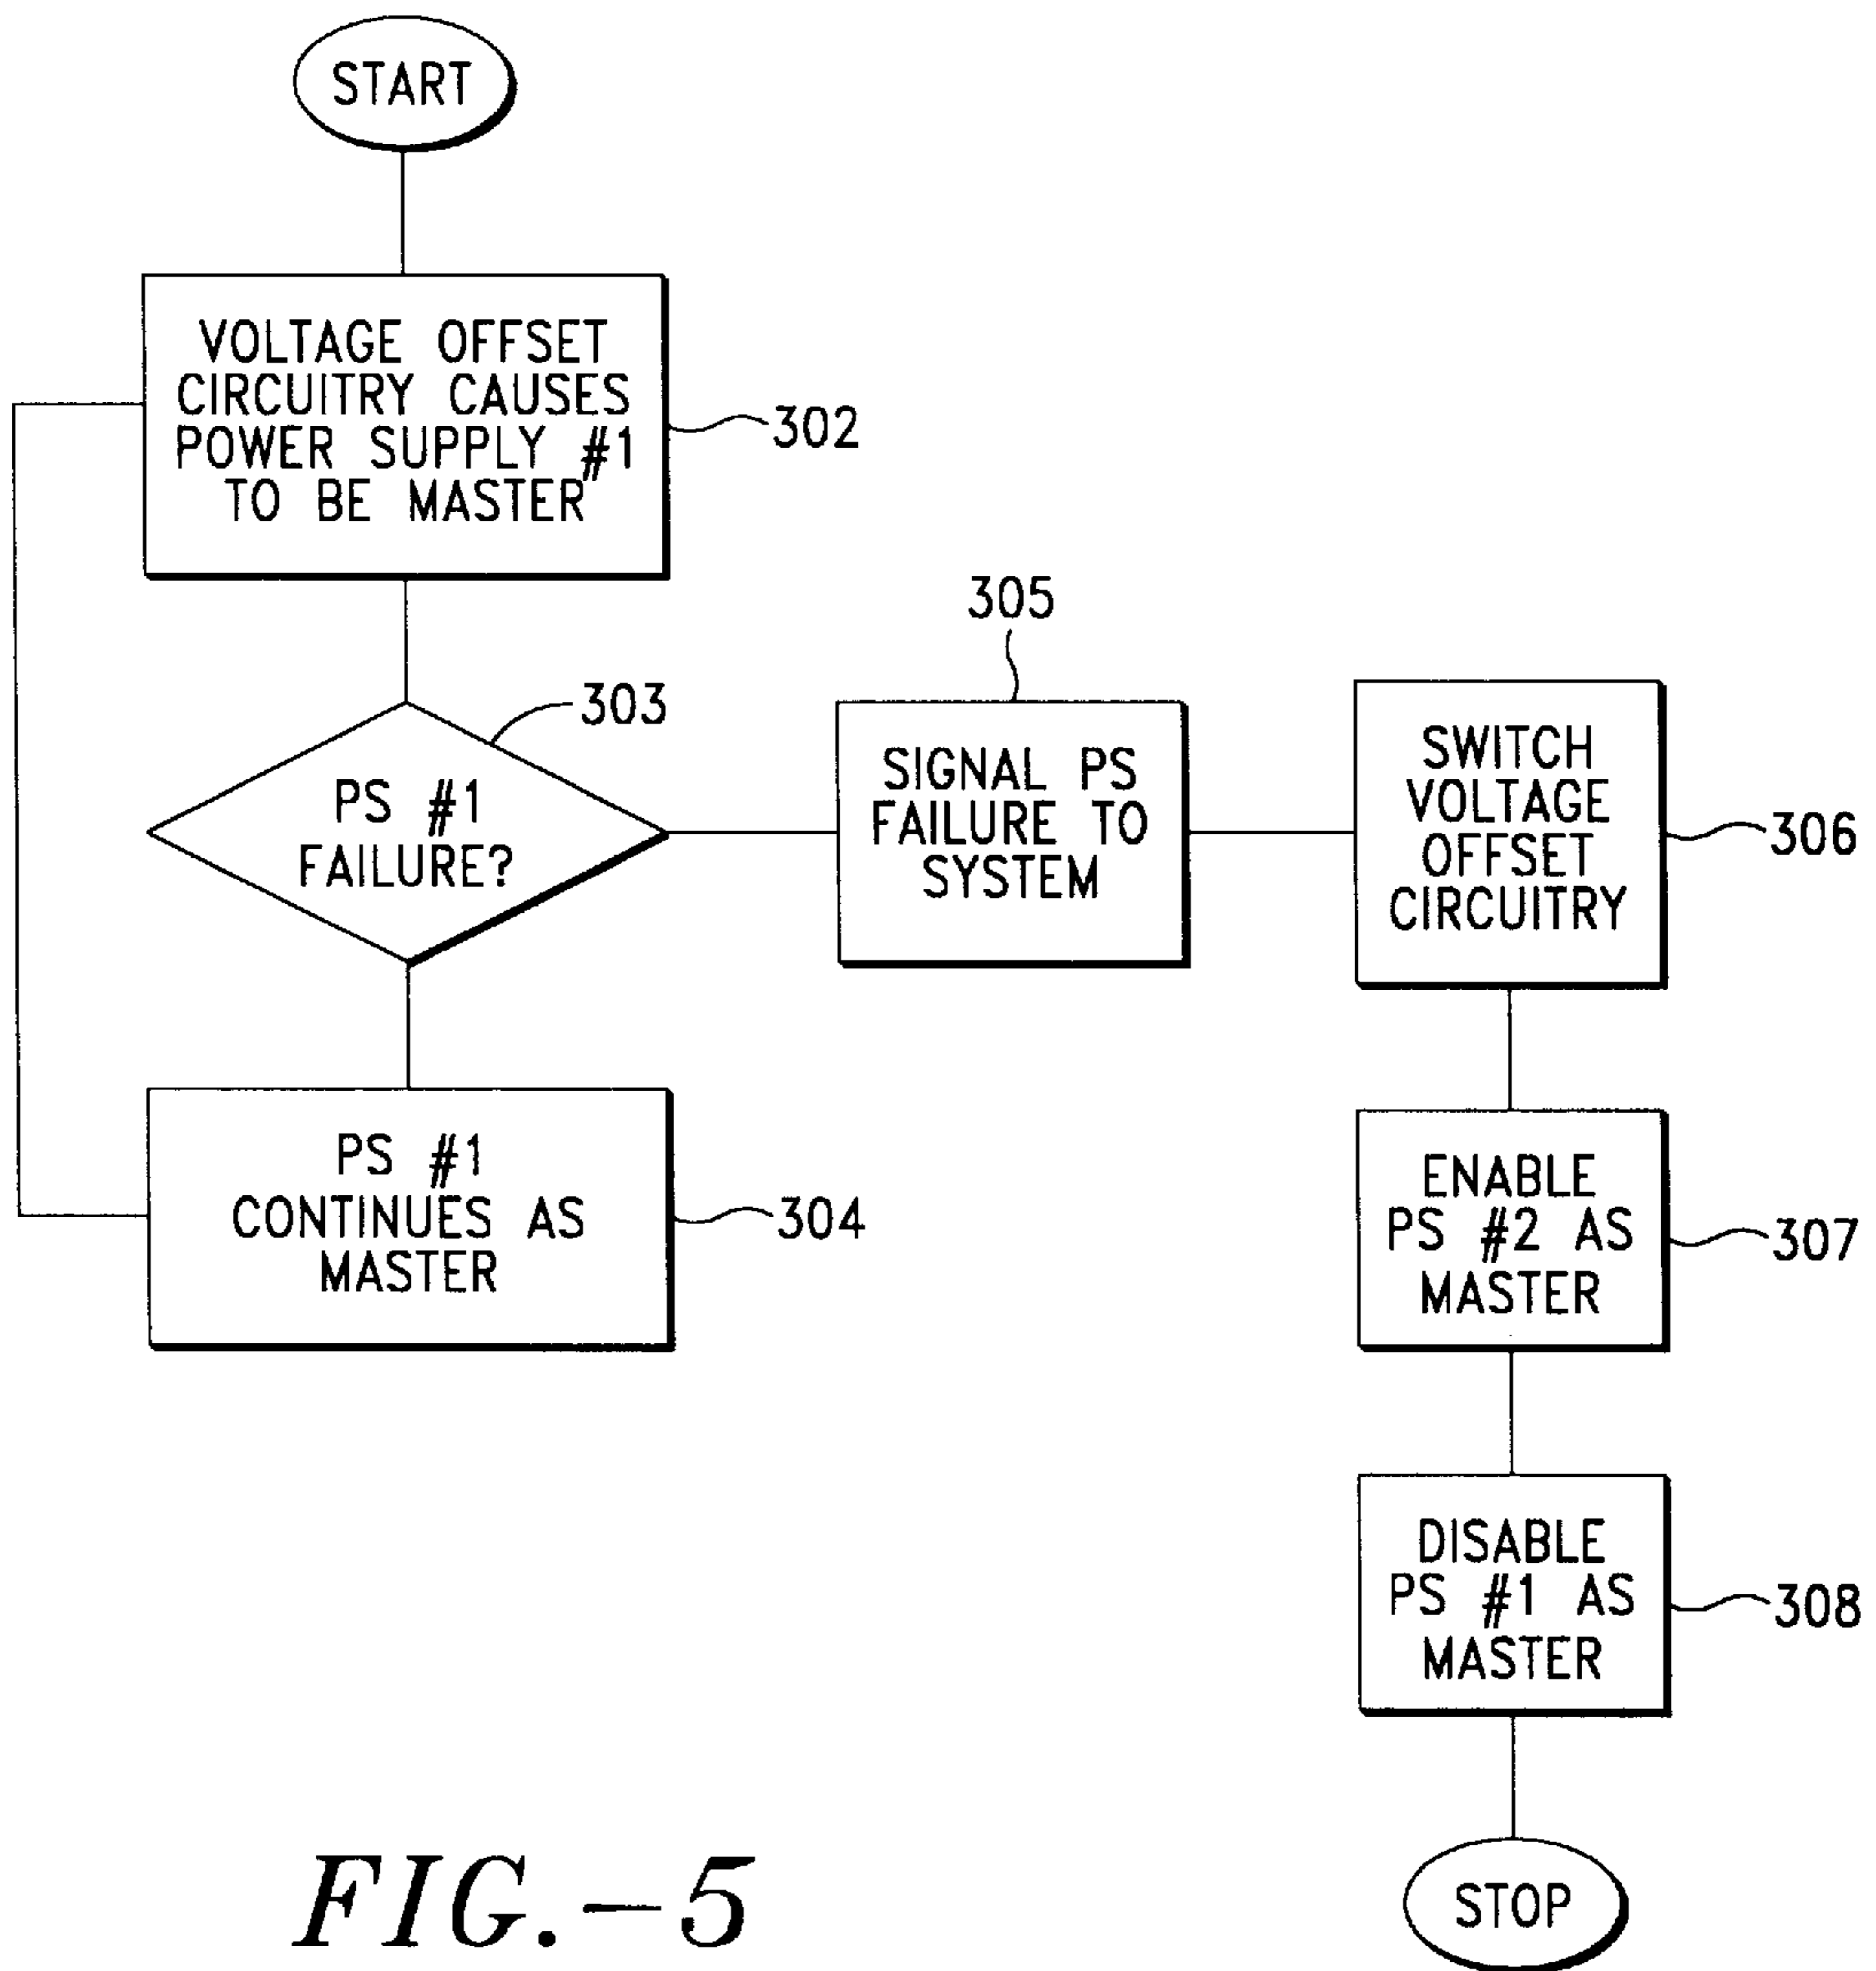 START
VOLTAGE OFFSET
CIRCUITRY CAUSES
POWER SUPPLY #1
TO BE MASTER
302
303
PS #1
FAILURE?
305
SIGNAL PS
FAILURE TO
SYSTEM
SWITCH
VOLTAGE
OFFSET
CIRCUITRY
306
PS #1
CONTINUES AS
MASTER
304
ENABLE
PS #2 AS
MASTER
307
DISABLE
PS #1 AS
MASTER
308
STOP
FIG.-5